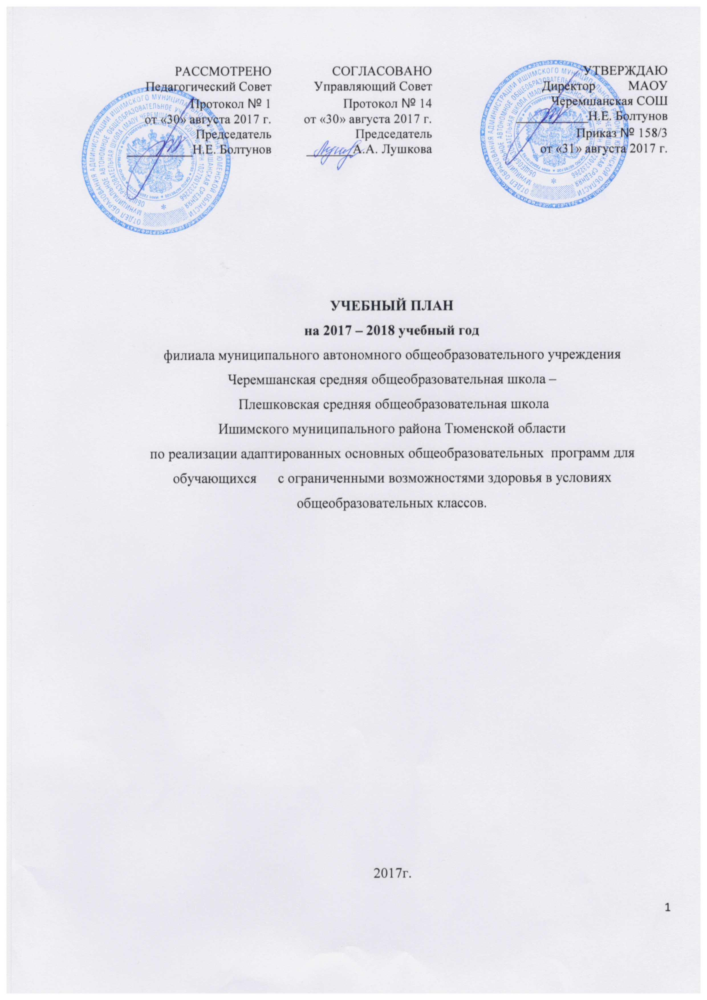 РАССМОТРЕНО
Педагогический Совет
Протокол № 1
от «30» августа 2017 г.
Председатель
Н.Е. Болтунов
СОГЛАСОВАНО
Управляющий Совет
Протокол № 14
от «30» августа 2017 г.
Председатель
А.А. Лушкова
УТВЕРЖДАЮ
Директор МАОУ
Черемшанская СОШ
Н.Е. Болтунов
Приказ № 158/3
от «31» августа 2017 г.
УЧЕБНЫЙ ПЛАН
на 2017 – 2018 учебный год
филиала муниципального автономного общеобразовательного учреждения
Черемшанская средняя общеобразовательная школа –
Плешковская средняя общеобразовательная школа
Ишимского муниципального района Тюменской области
по реализации адаптированных основных общеобразовательных программ для
обучающихся с ограниченными возможностями здоровья в условиях
общеобразовательных классов.
2017г.
1